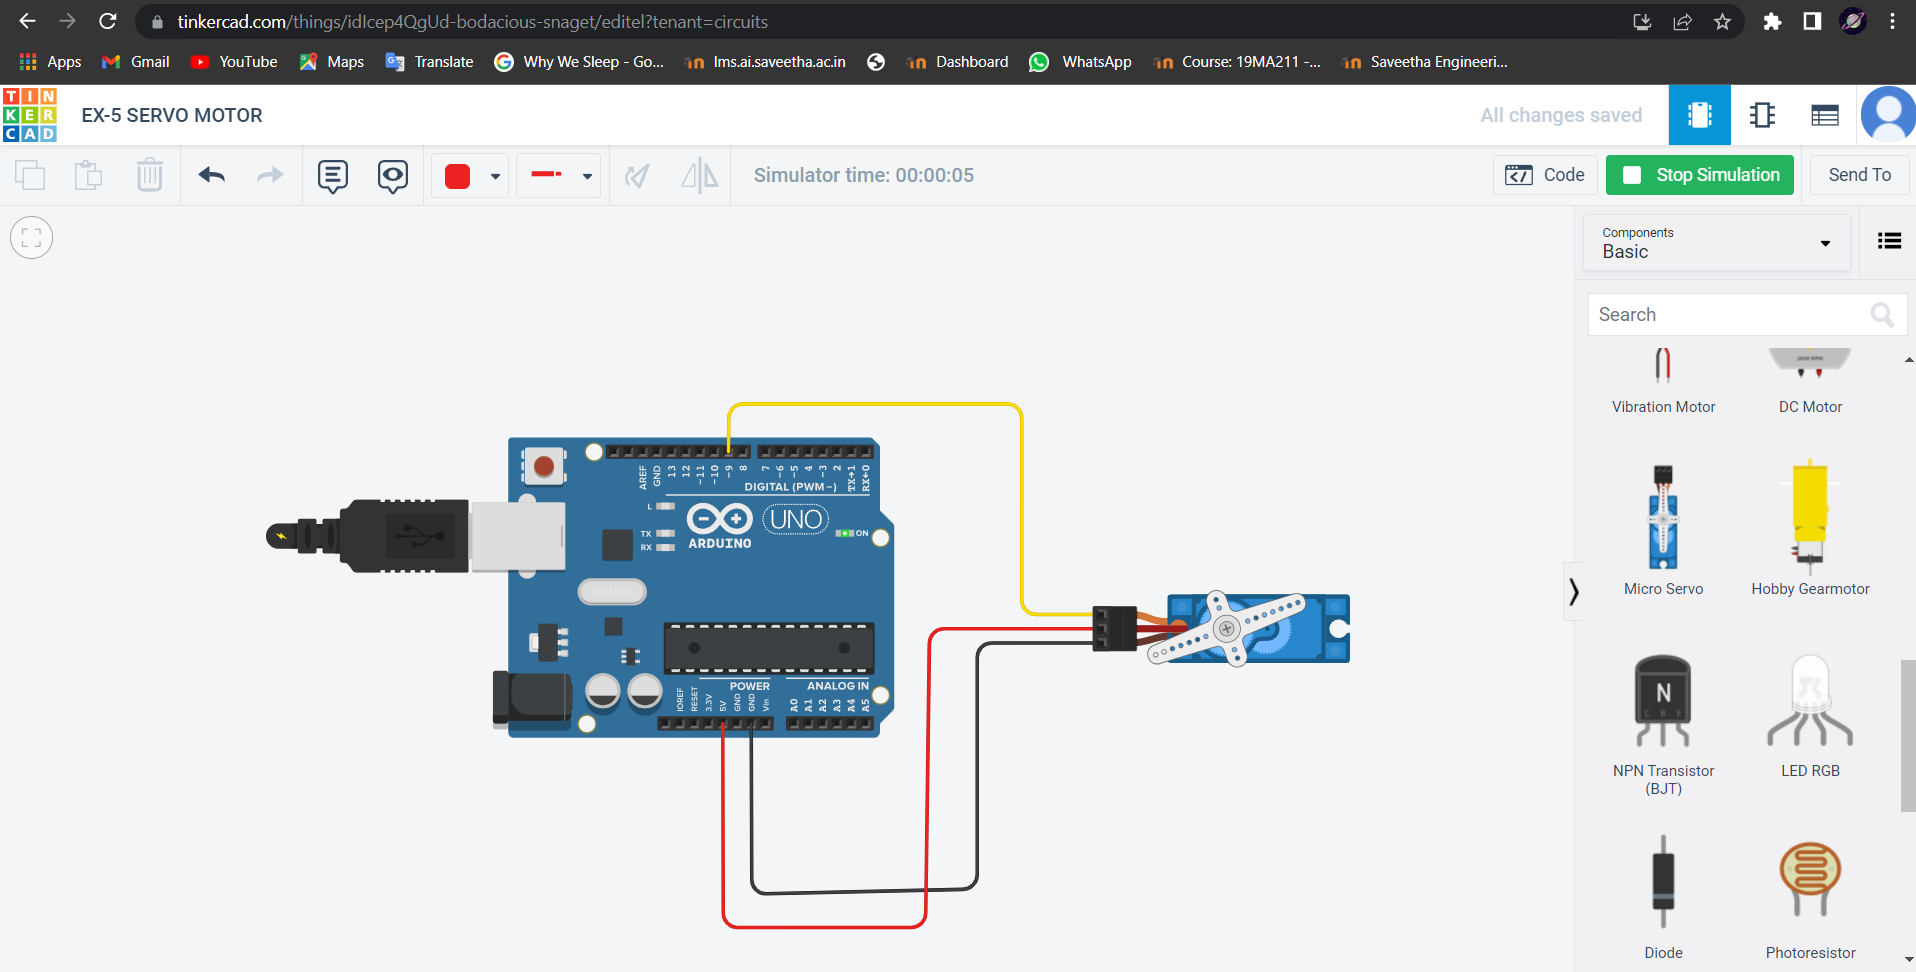 tinkercad.com/things/idIcep4QgUd-bodacious-snaget/editel?tenant=circuits
Apps Gmail YouTube Maps Translate Why We Sleep - Go... lms.ai.saveetha.ac.in Dashboard WhatsApp Course: 19MA211 -... Saveetha Engineeri...
TIN
KER
CAD
EX-5 SERVO MOTOR
All changes saved
Simulator time: 00:00:05
Code
Stop Simulation
Send To
Components
Basic
Search
Vibration Motor
DC Motor
Micro Servo
Hobby Gearmotor
N
C B E
NPN Transistor
(BJT)
LED RGB
Diode
Photoresistor
AREF GND 13 12 ~11 ~10 ~9 8 7 ~6 ~5 4 ~3 2 TX→1 RX←0
DIGITAL (PWM~)
L
TX
RX
ARDUINO
UNO
ON
POWER
ANALOG IN
IOREF RESET 3.3V 5V GND GND Vin A0 A1 A2 A3 A4 A5